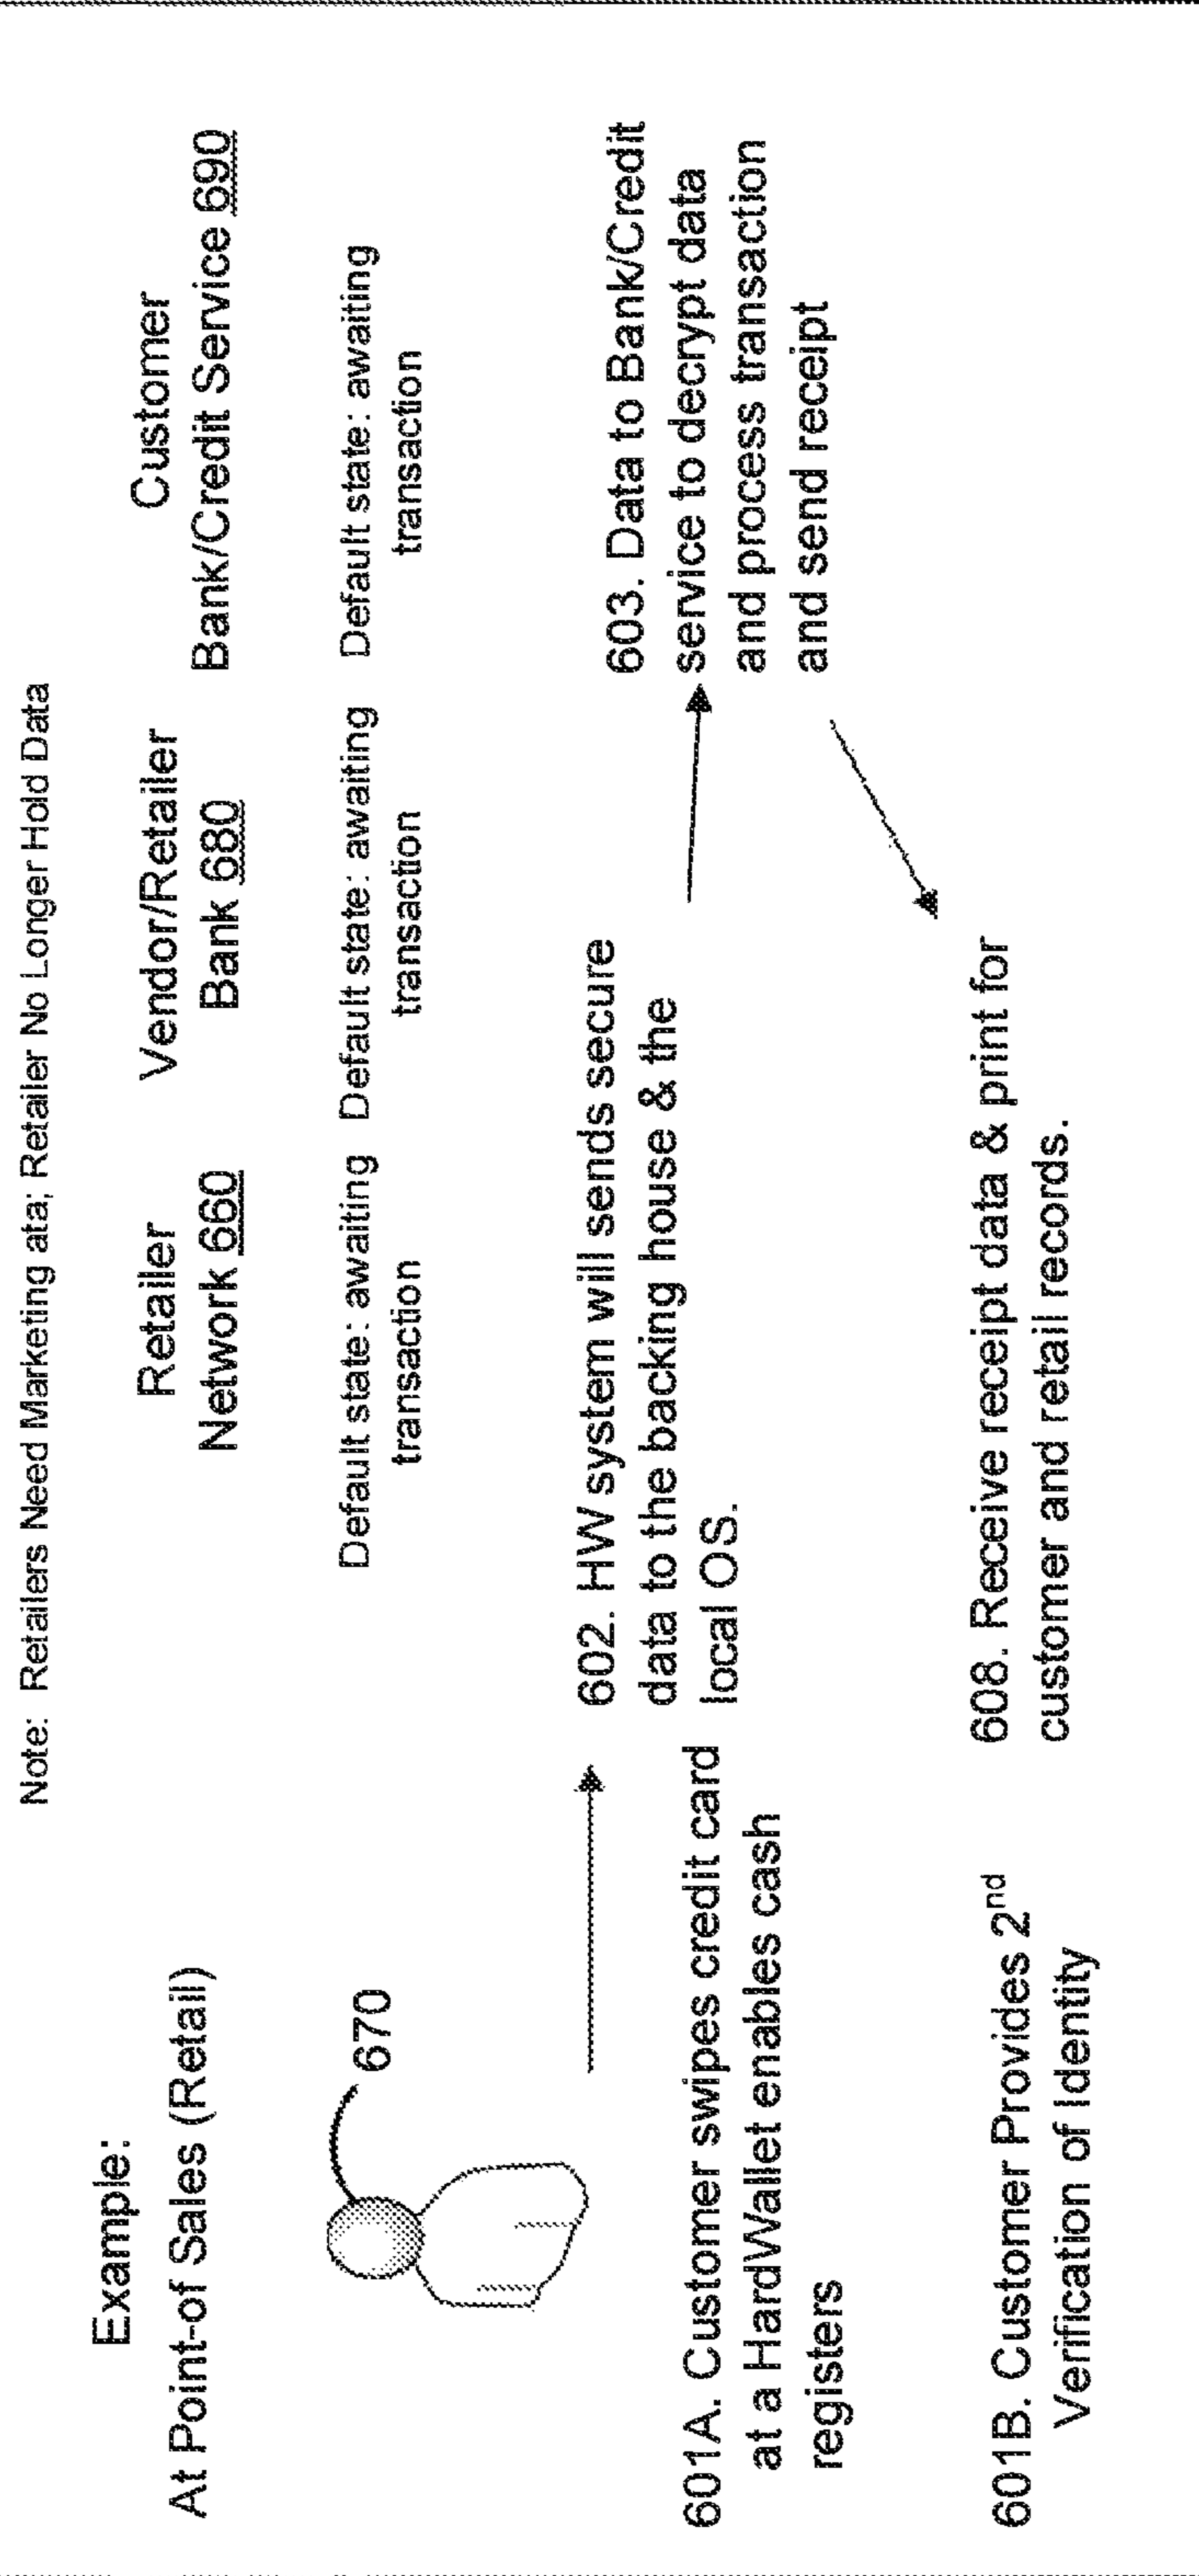 Note: Retailers Need Marketing ata; Retailer No Longer Hold Data
Example:
At Point-of Sales (Retail)
Retailer
Network 660
Vendor/Retailer
Bank 680
Customer
Bank/Credit Service 690
670
Default state: awaiting
transaction
Default state: awaiting
transaction
Default state: awaiting
transaction
601A. Customer swipes credit card
at a HardWallet enables cash
registers
602. HW system will sends secure
data to the backing house & the
local OS.
603. Data to Bank/Credit
service to decrypt data
and process transaction
and send receipt
601B. Customer Provides 2nd
Verification of Identity
608. Receive receipt data & print for
customer and retail records.